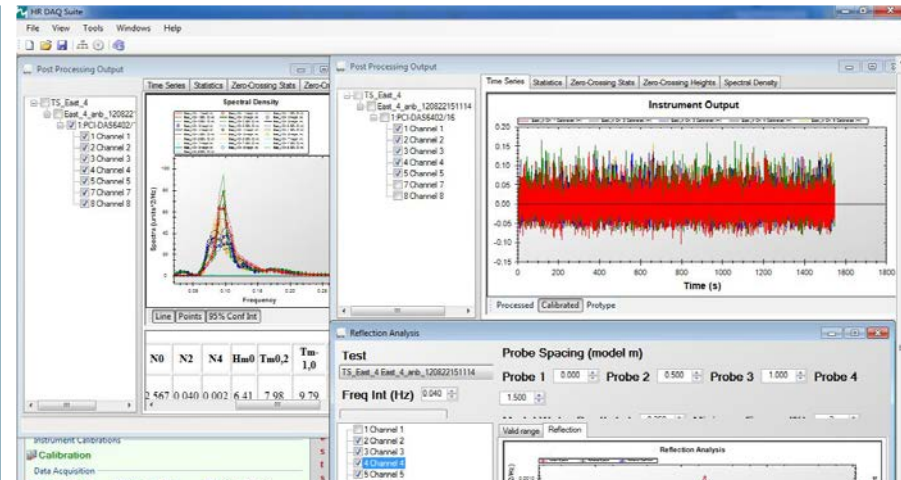 HR DAQ Suite
File View Tools Windows Help
Post Processing Output
Time Series Statistics Zero-Crossing Stats Zero-Cr
TS_East_4
East_4_arib_120822
1:PCI-DAS6402/
1 Channel 1
2 Channel 2
3 Channel 3
4 Channel 4
5 Channel 5
7 Channel 7
8 Channel 8
Spectral Density
Spectra (units^2/Hz)
Frequency
Line Points 95% Conf Int
N0 N2 N4 Hm0 Tm0,2 Tm-1,0
2.567 0.040 0.002 6.41 7.98 9.79
Post Processing Output
Time Series Statistics Zero-Crossing Stats Zero-Crossing Heights Spectral Density
TS_East_4
East_4_arib_120822151114
1:PCI-DAS6402/16
1 Channel 1
2 Channel 2
3 Channel 3
4 Channel 4
5 Channel 5
7 Channel 7
8 Channel 8
Instrument Output
0.20
0.15
0.10
0.05
0.00
-0.05
-0.10
-0.15
0 200 400 600 800 1000 1200 1400 1600 1800
Time (s)
Processed Calibrated Protype
Reflection Analysis
Test
TS_East_4 East_4_arib_120822151114
Freq Int (Hz) 0.040
Probe Spacing (model m)
Probe 1 0.000 Probe 2 0.500 Probe 3 1.000 Probe 4
1.500
1 Channel 1
2 Channel 2
3 Channel 3
4 Channel 4
5 Channel 5
Valid range Reflection
Reflection Analysis
Instrument Calibrations
Calibration
Data Acquisition